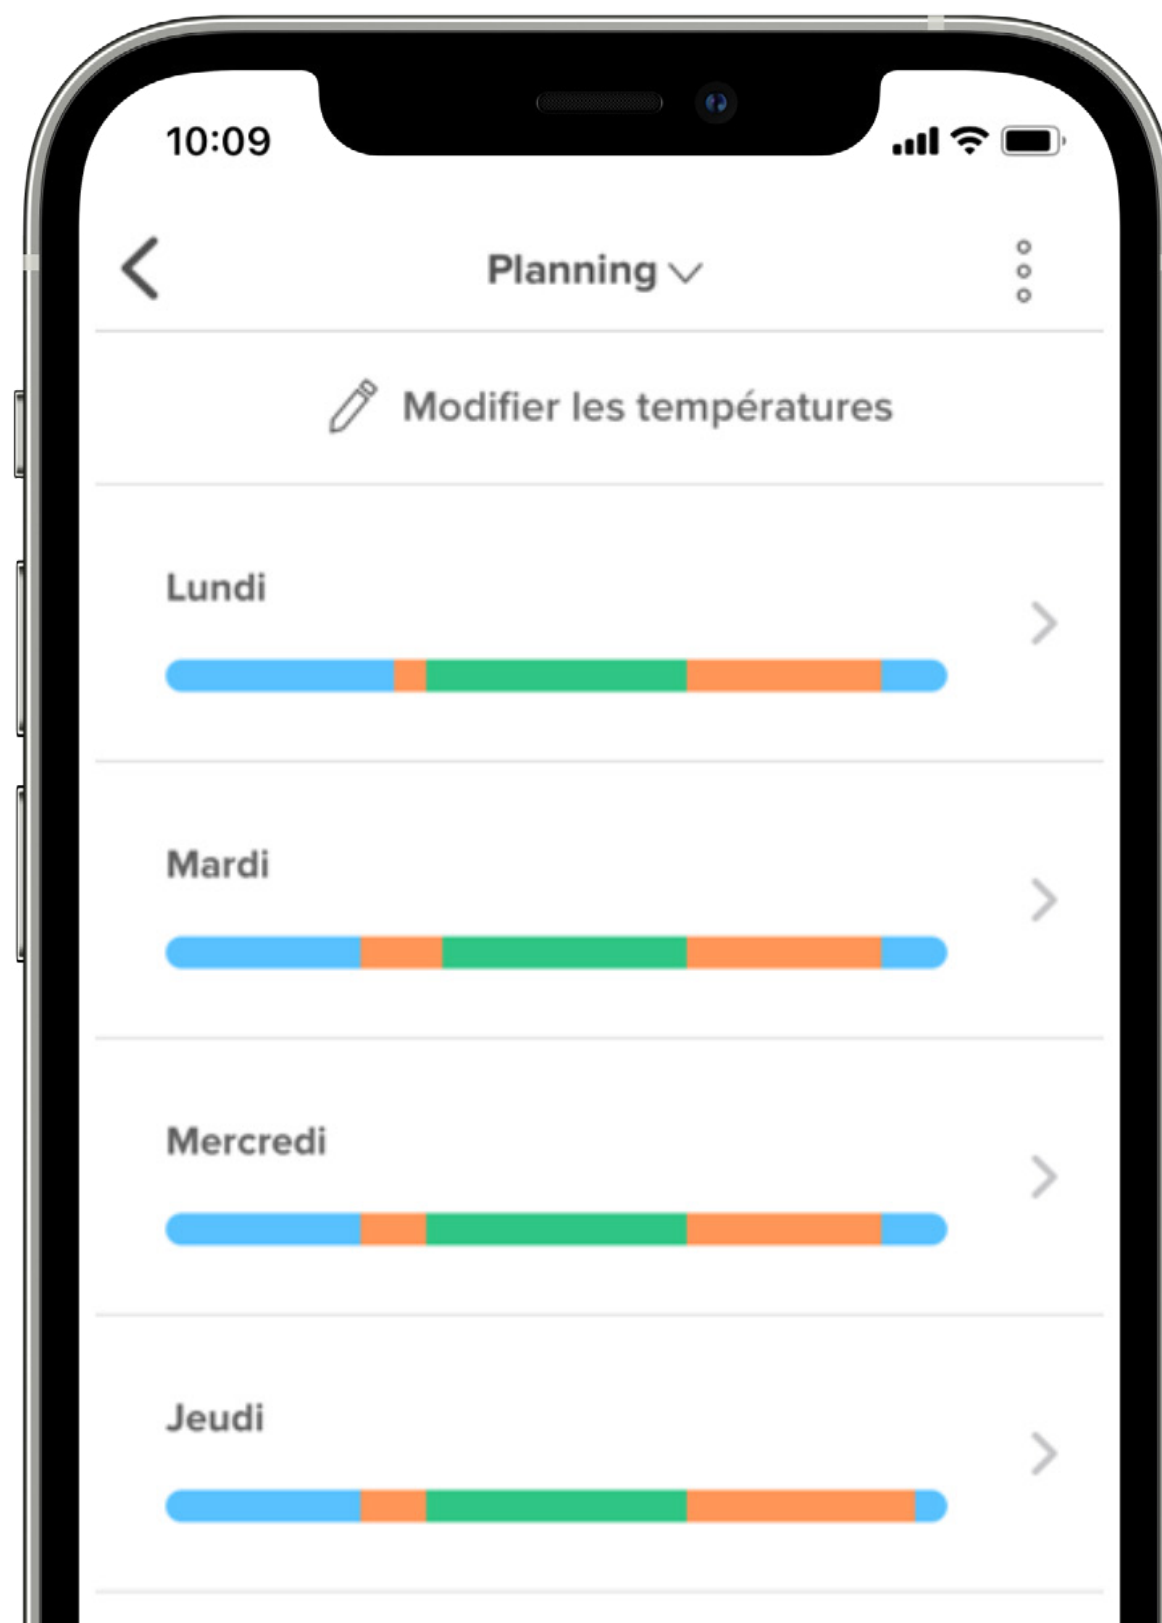 10:09
Planning
Modifier les températures
Lundi
Mardi
Mercredi
Jeudi